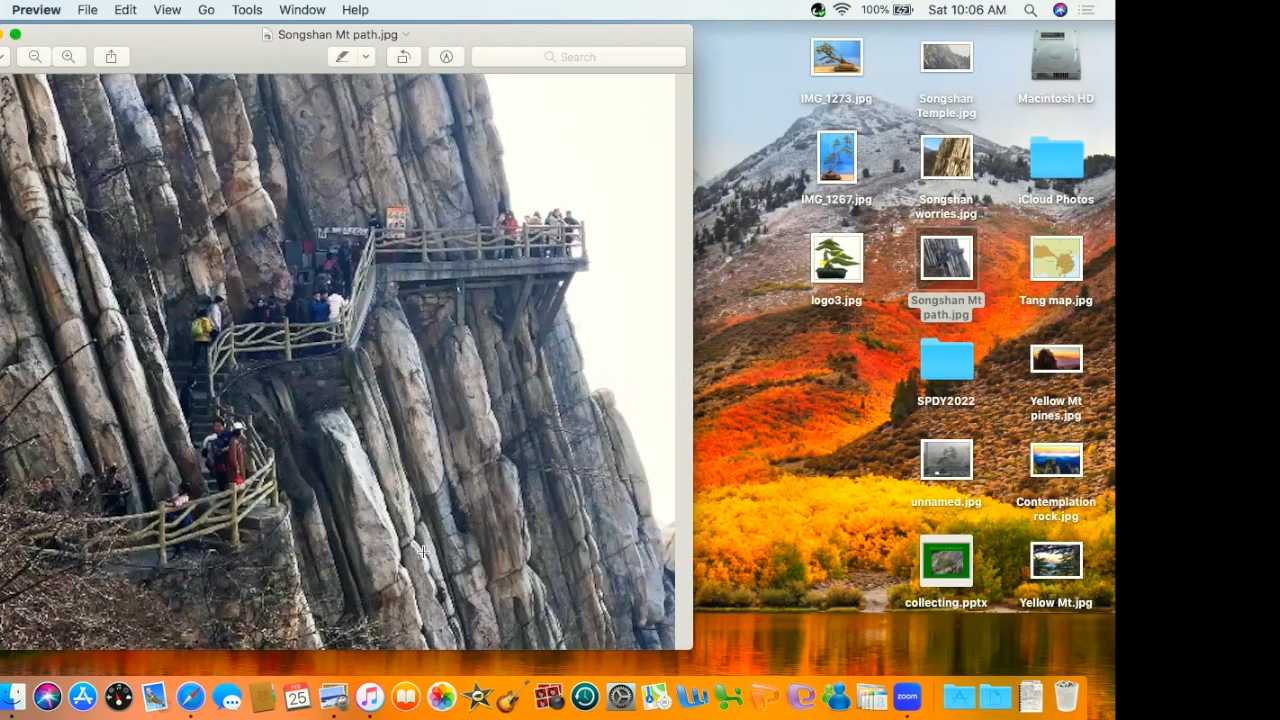 Preview File Edit View Go Tools Window Help 100% Sat 10:06 AM
Songshan Mt path.jpg
Search
IMG_1273.jpg
Songshan
Temple.jpg
Macintosh HD
IMG_1267.jpg
Songshan
worries.jpg
iCloud Photos
logo3.jpg
Songshan Mt
path.jpg
Tang map.jpg
SPDY2022
Yellow Mt
pines.jpg
unnamed.jpg
Contemplation
rock.jpg
collecting.pptx
Yellow Mt.jpg
FEB
25
zoom